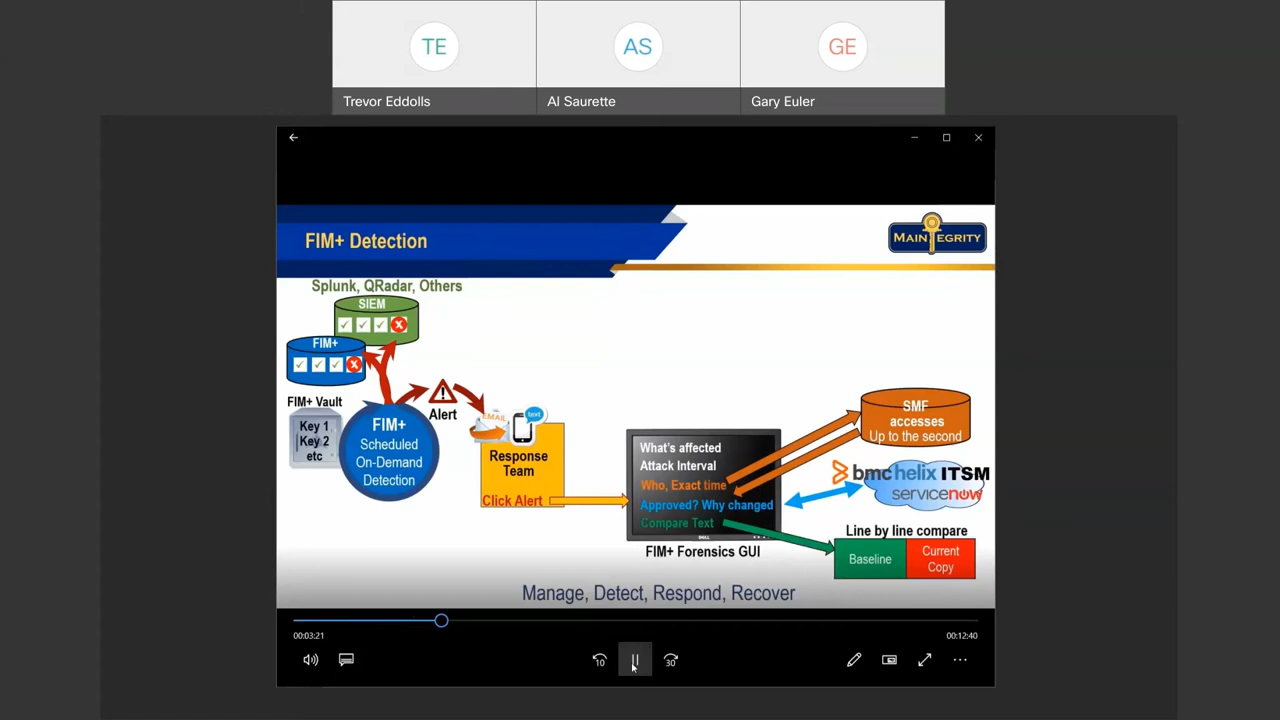 TE
AS
GE
Trevor Eddolls
Al Saurette
Gary Euler
FIM+ Detection
MAINTEGRITY
Splunk, QRadar, Others
SIEM
FIM+
FIM+ Vault
Key 1
Key 2
etc
FIM+
Scheduled
On-Demand
Detection
Alert
EMAIL
text
Response
Team
Click Alert
What's affected
Attack Interval
Who, Exact time
Approved? Why changed
Compare Text
DELL
FIM+ Forensics GUI
SMF
accesses
Up to the second
bmc helix ITSM
servicenow
Line by line compare
Baseline
Current
Copy
Manage, Detect, Respond, Recover
00:03:21
00:12:40
10
30